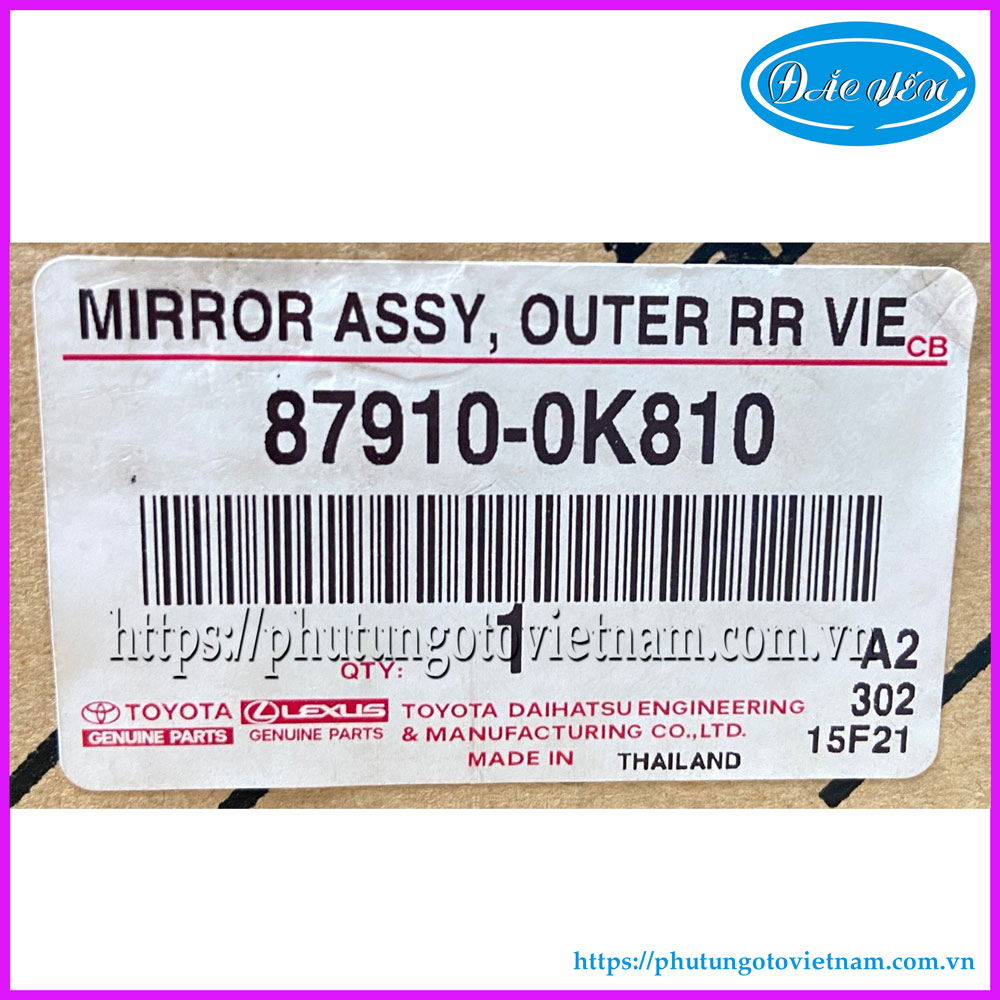 ĐẮC YẾN
MIRROR ASSY, OUTER RR VIE
CB
87910-0K810
https://phutungotovietnam.com.vn
QTY: 1
A2
302
15F21
TOYOTA
GENUINE PARTS
LEXUS
GENUINE PARTS
TOYOTA DAIHATSU ENGINEERING
& MANUFACTURING CO.,LTD.
MADE IN THAILAND
https://phutungotovietnam.com.vn